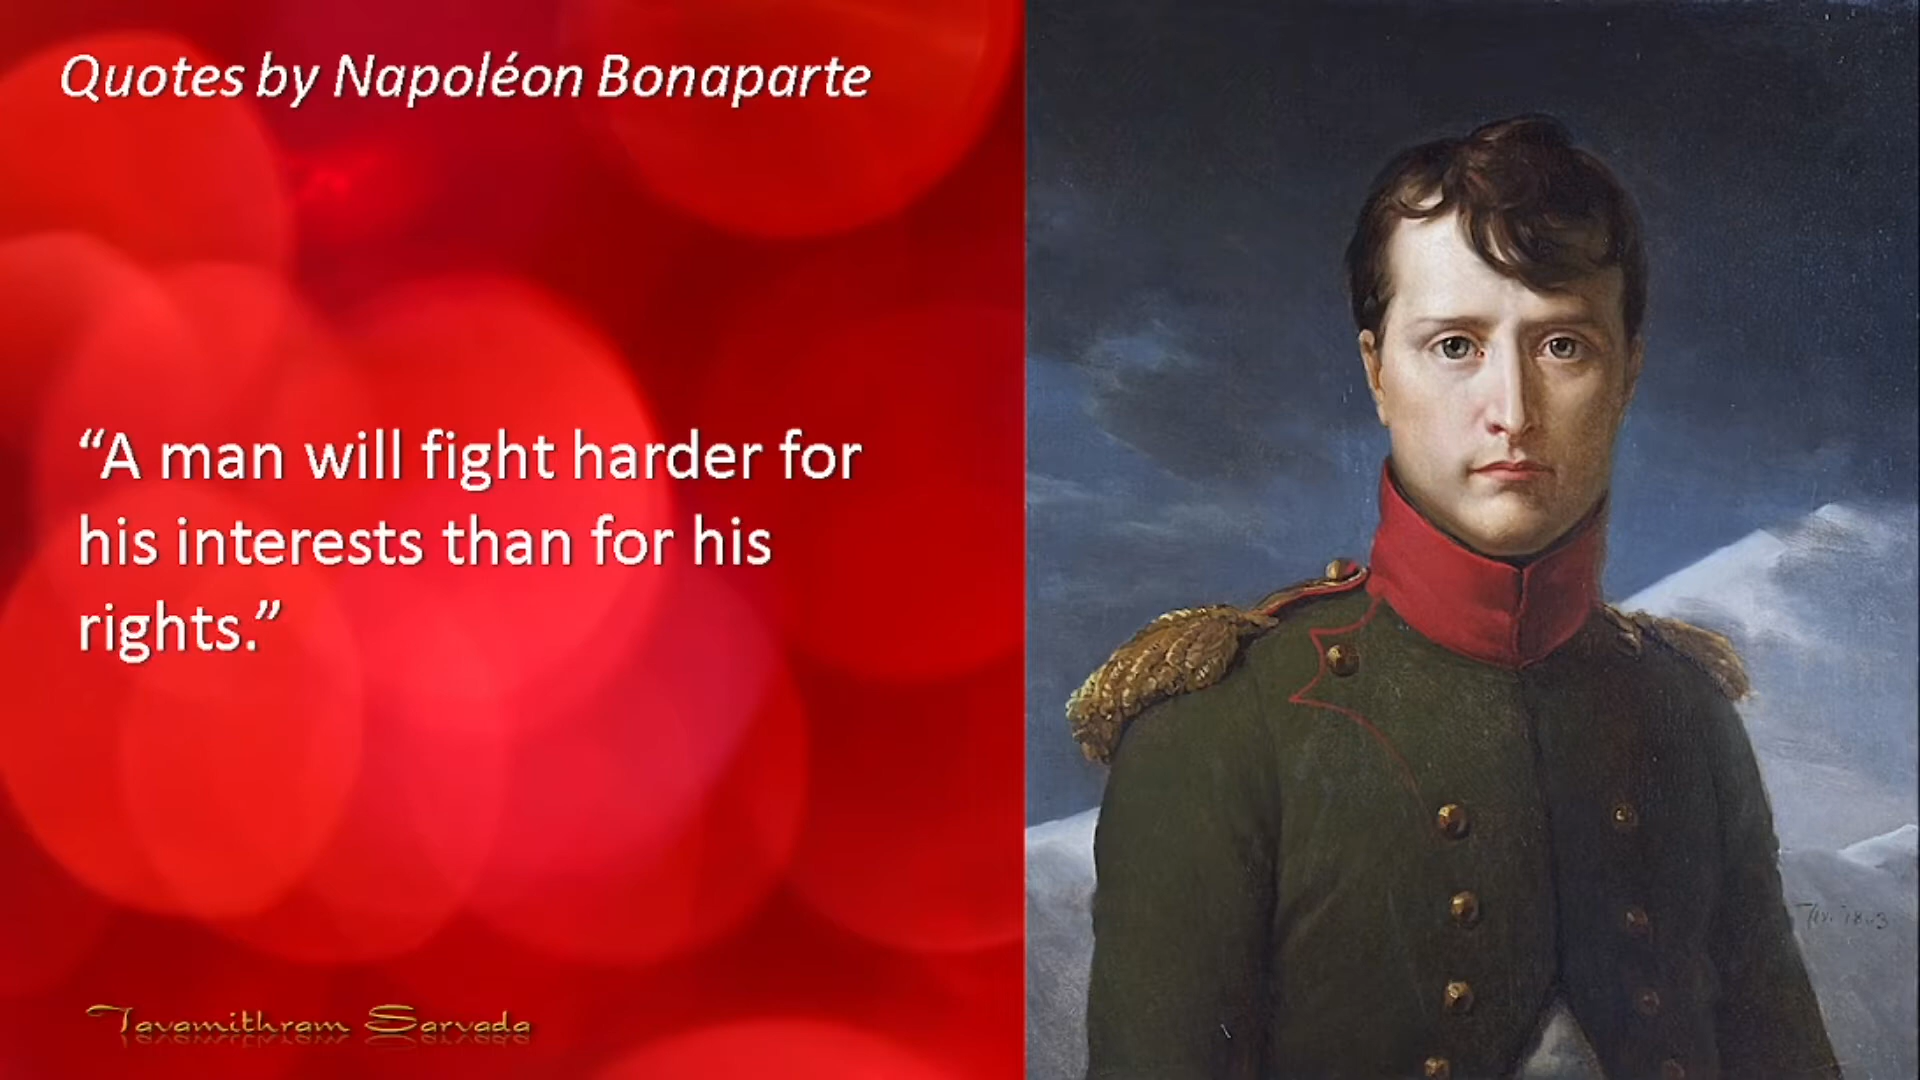 Quotes by Napoléon Bonaparte
“A man will fight harder for
his interests than for his
rights.”
Tavamithram Sarvada